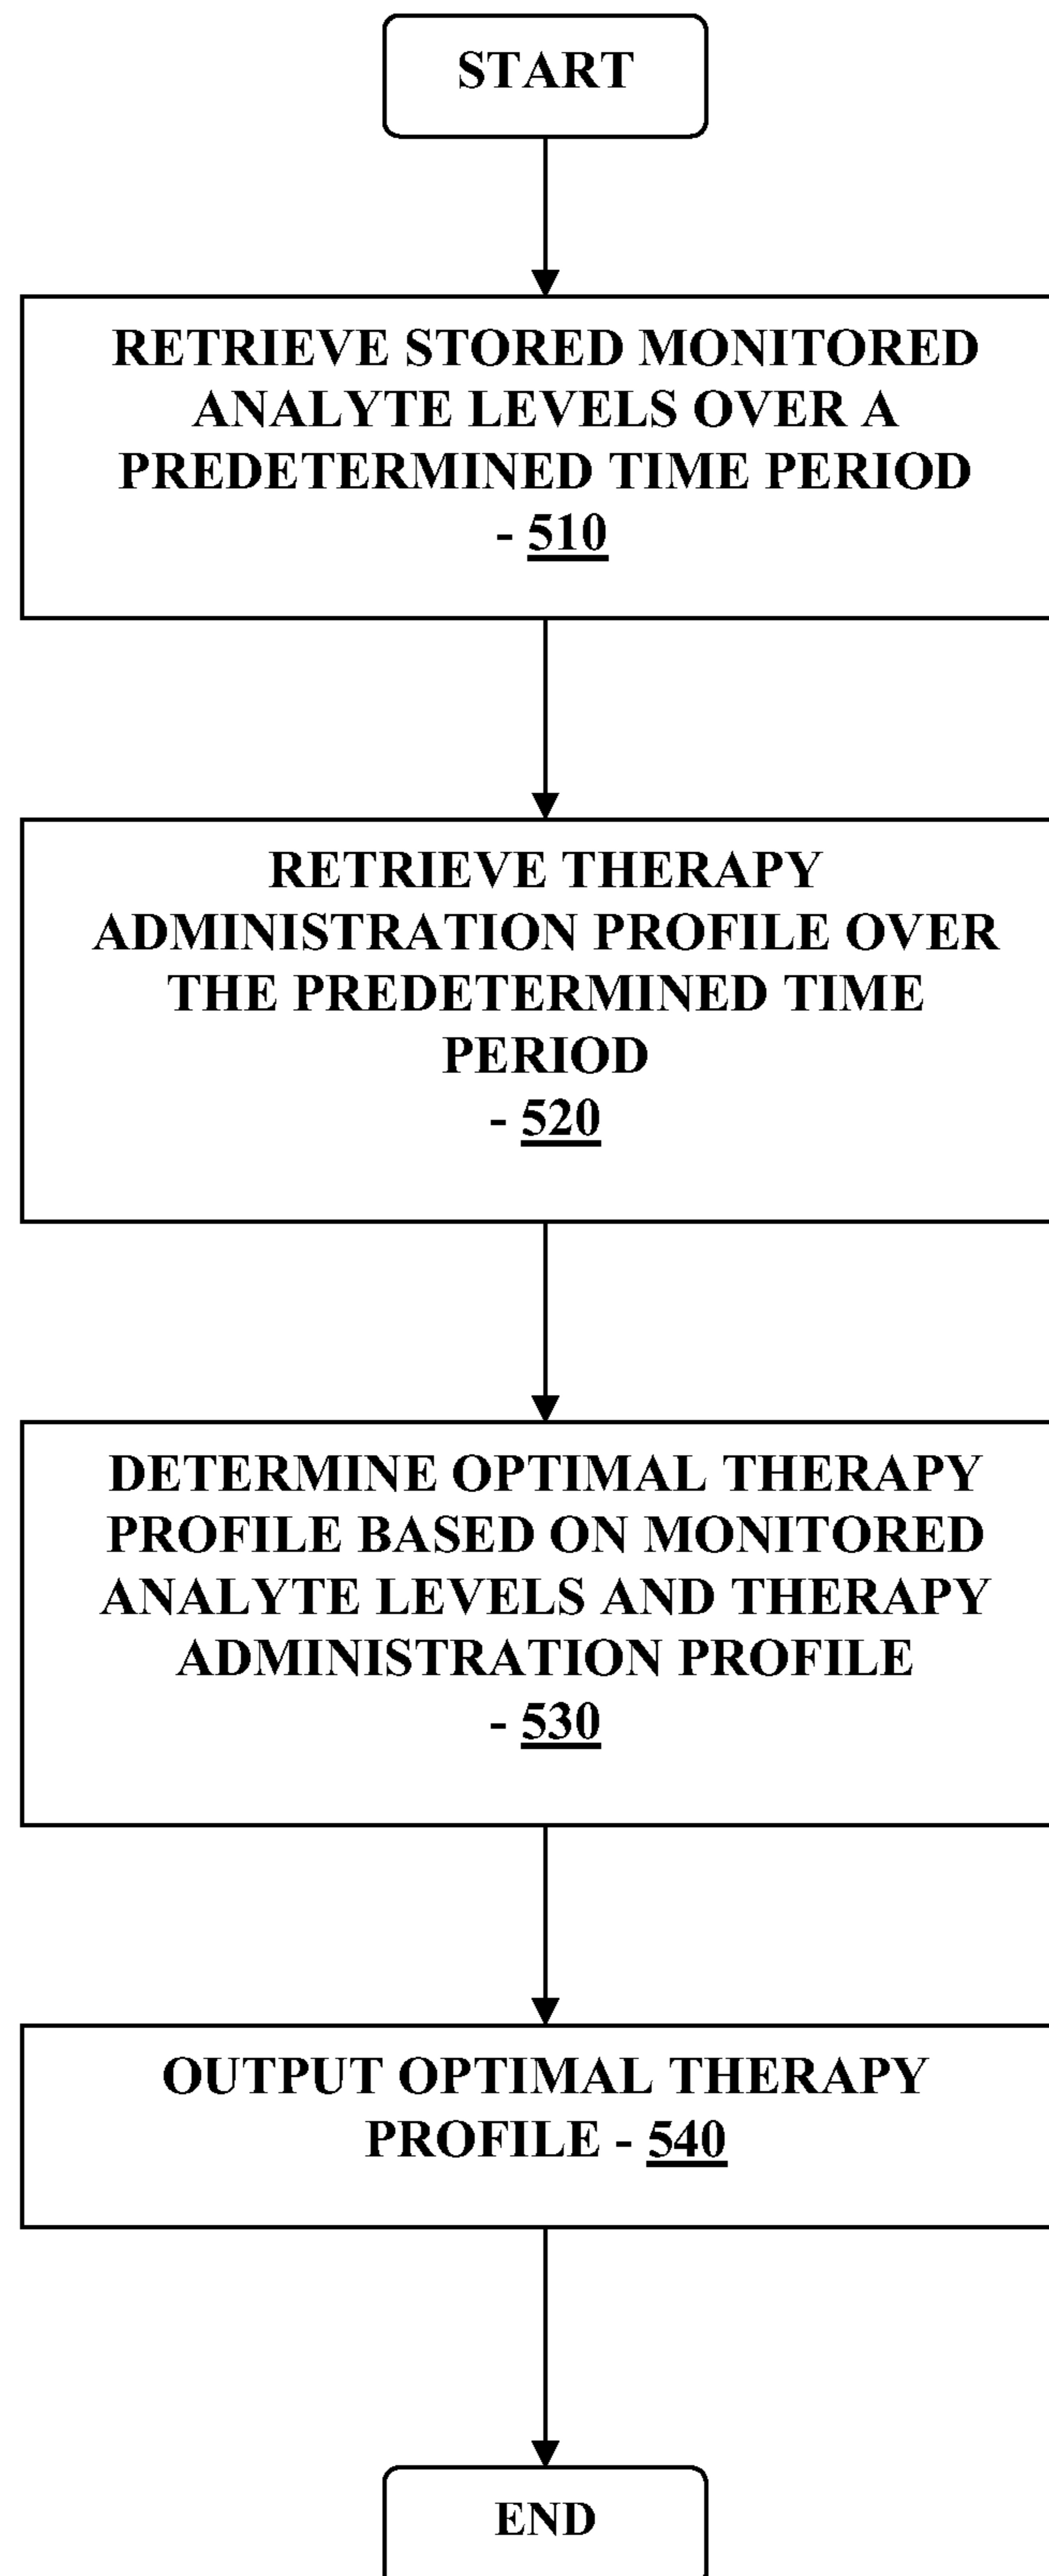 START
RETRIEVE STORED MONITORED
ANALYTE LEVELS OVER A
PREDETERMINED TIME PERIOD
- 510
RETRIEVE THERAPY
ADMINISTRATION PROFILE OVER
THE PREDETERMINED TIME
PERIOD
- 520
DETERMINE OPTIMAL THERAPY
PROFILE BASED ON MONITORED
ANALYTE LEVELS AND THERAPY
ADMINISTRATION PROFILE
- 530
OUTPUT OPTIMAL THERAPY
PROFILE - 540
END